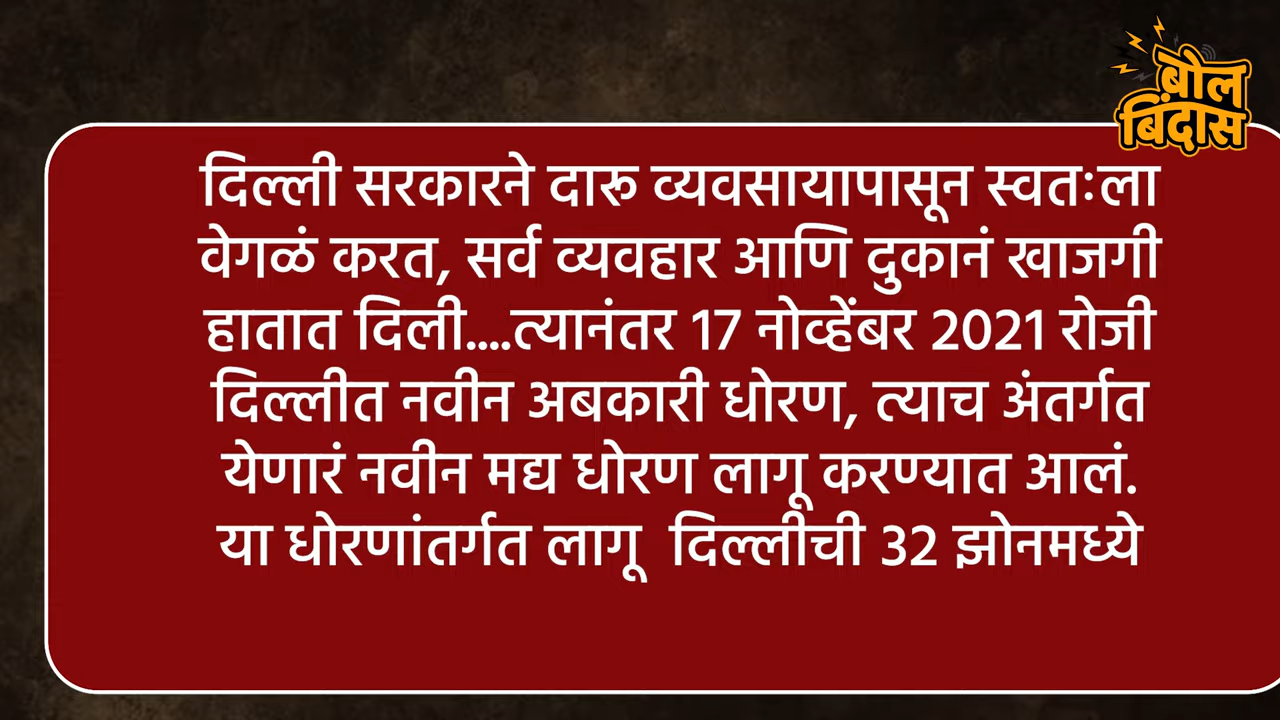 बोल
बिंदास
दिल्ली सरकारने दारू व्यवसायापासून स्वतःला
वेगळं करत, सर्व व्यवहार आणि दुकानं खाजगी
हातात दिली....त्यानंतर 17 नोव्हेंबर 2021 रोजी
दिल्लीत नवीन अबकारी धोरण, त्याच अंतर्गत
येणारं नवीन मद्य धोरण लागू करण्यात आलं.
या धोरणांतर्गत लागू  दिल्लीची 32 झोनमध्ये